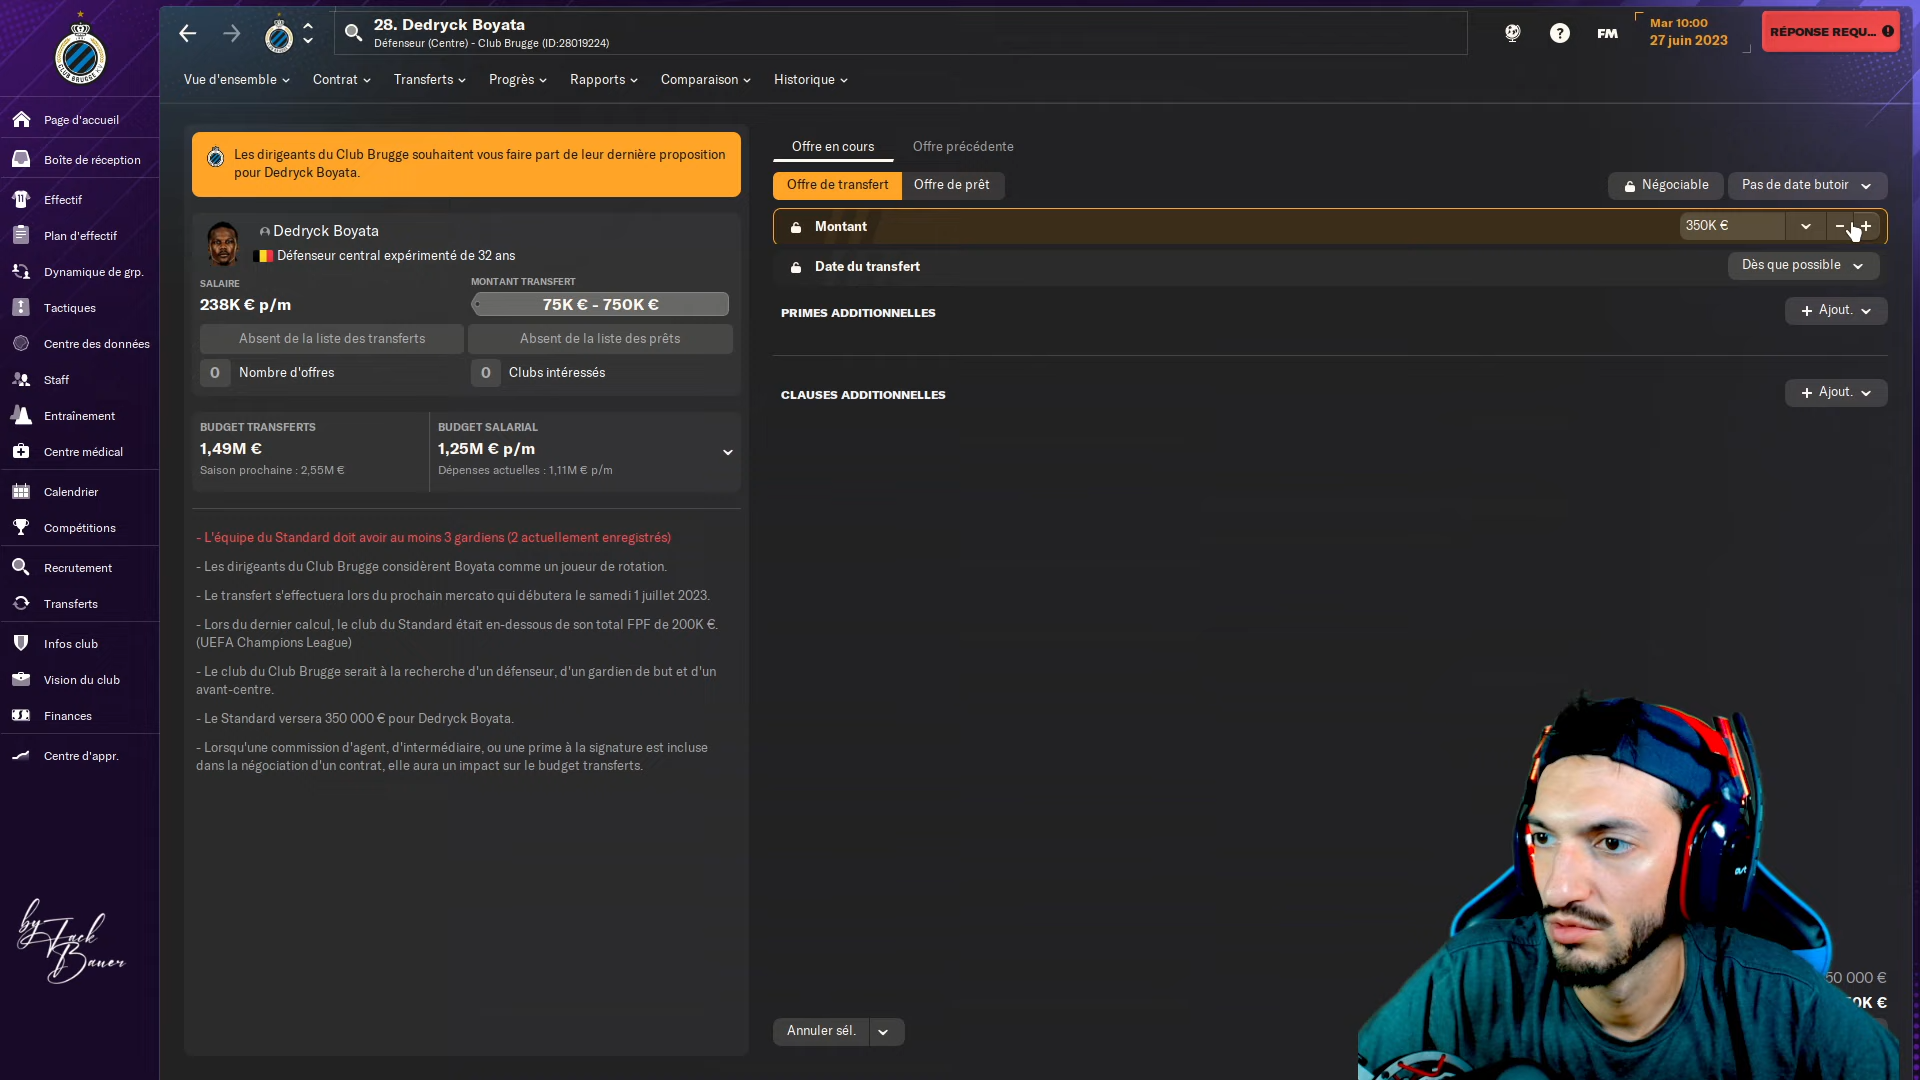 28. Dedryck Boyata
Défenseur (Centre) - Club Brugge (ID:28019224)
FM
Mar 10:00
27 juin 2023
RÉPONSE REQU...
Vue d'ensemble
Contrat
Transferts
Progrès
Rapports
Comparaison
Historique
Page d'accueil
Boîte de réception
Effectif
Plan d'effectif
Dynamique de grp.
Tactiques
Centre des données
Staff
Entraînement
Centre médical
Calendrier
Compétitions
Recrutement
Transferts
Infos club
Vision du club
Finances
Centre d'appr.
by Jack
Bauer
Les dirigeants du Club Brugge souhaitent vous faire part de leur dernière proposition
pour Dedryck Boyata.
Dedryck Boyata
Défenseur central expérimenté de 32 ans
SALAIRE
238K € p/m
MONTANT TRANSFERT
75K € - 750K €
Absent de la liste des transferts
Absent de la liste des prêts
0 Nombre d'offres
0 Clubs intéressés
BUDGET TRANSFERTS
1,49M €
Saison prochaine : 2,55M €
BUDGET SALARIAL
1,25M € p/m
Dépenses actuelles : 1,11M € p/m
- L'équipe du Standard doit avoir au moins 3 gardiens (2 actuellement enregistrés)
- Les dirigeants du Club Brugge considèrent Boyata comme un joueur de rotation.
- Le transfert s'effectuera lors du prochain mercato qui débutera le samedi 1 juillet 2023.
- Lors du dernier calcul, le club du Standard était en-dessous de son total FPF de 200K €.
(UEFA Champions League)
- Le club du Club Brugge serait à la recherche d'un défenseur, d'un gardien de but et d'un
avant-centre.
- Le Standard versera 350 000 € pour Dedryck Boyata.
- Lorsqu'une commission d'agent, d'intermédiaire, ou une prime à la signature est incluse
dans la négociation d'un contrat, elle aura un impact sur le budget transferts.
Offre en cours
Offre précédente
Offre de transfert
Offre de prêt
Négociable
Pas de date butoir
Montant
350K €
Date du transfert
Dès que possible
PRIMES ADDITIONNELLES
+ Ajout.
CLAUSES ADDITIONNELLES
+ Ajout.
50 000 €
0K €
Annuler sél.